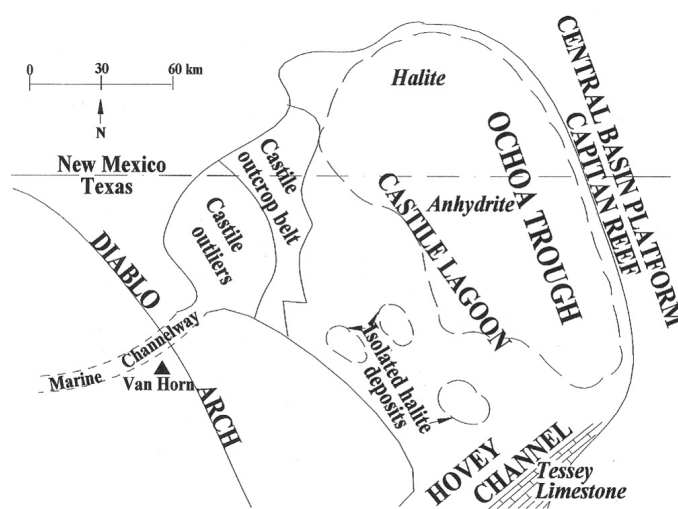 0 30 60 km
N
New Mexico
Texas
Halite
CENTRAL BASIN PLATFORM
CAPITAN REEF
OCHOA TROUGH
Castile
outcrop belt
Castile
outliers
Anhydrite
CASTILE LAGOON
DIABLO
ARCH
Marine Channelway
Van Horn
Isolated halite
deposits
HOVEY
CHANNEL
Tessey
Limestone